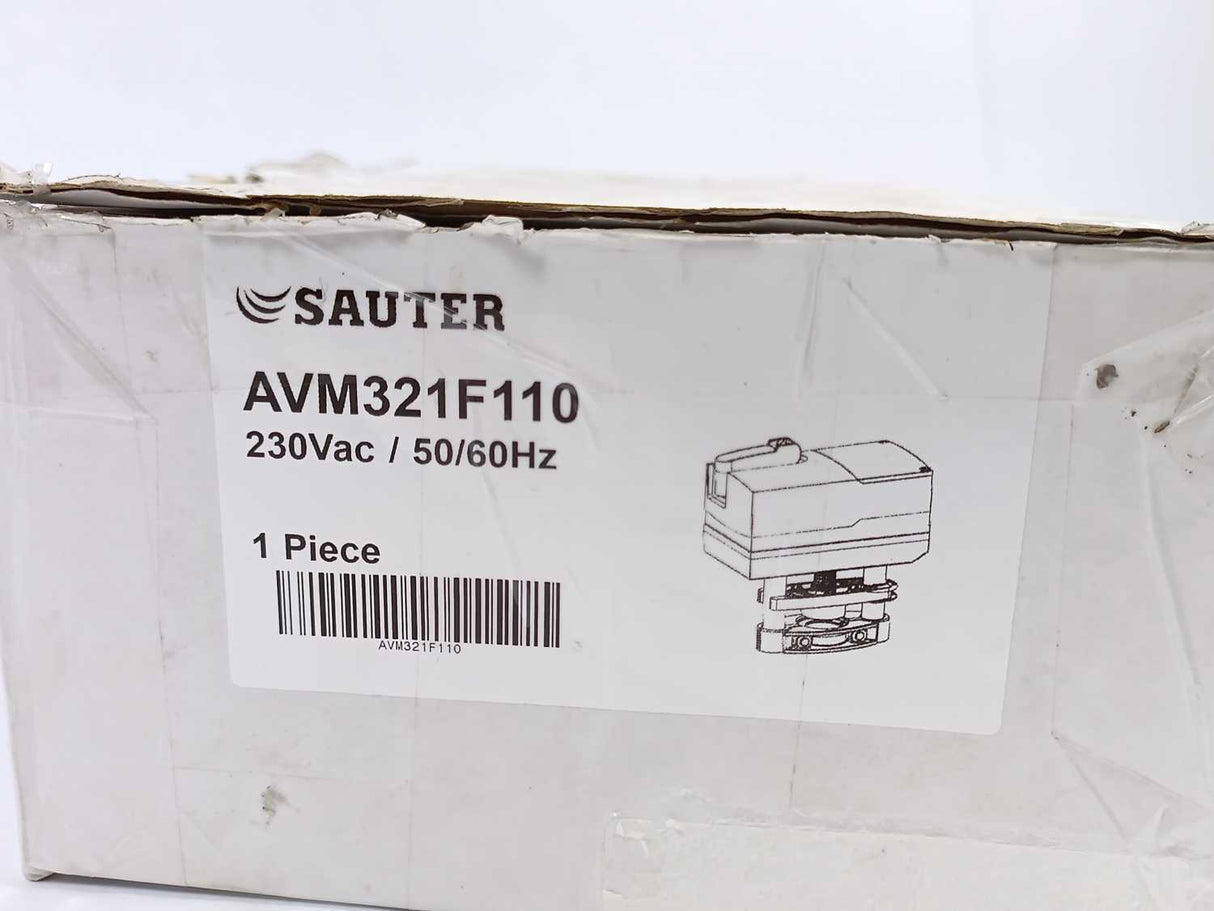 SAUTER
AVM321F110
230Vac / 50/60Hz
1 Piece
AVM321F110